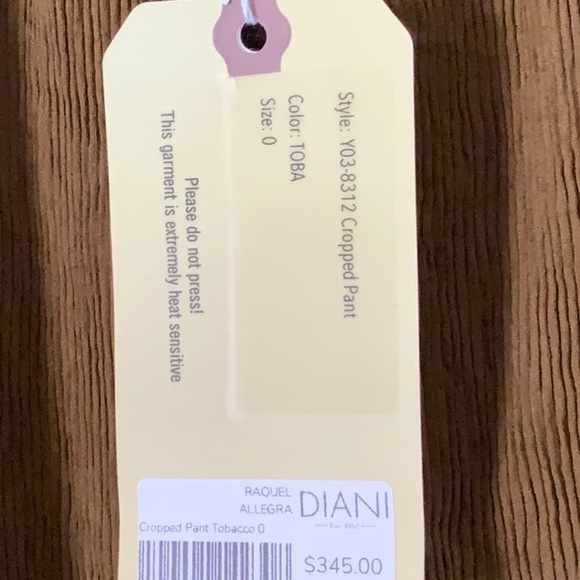 Style: Y03-8312 Cropped Pant
Color: TOBA
Size: 0
Please do not press!
This garment is extremely heat sensitive
RAQUEL
ALLEGRA
DIANI
Cropped Pant Tobacco 0
$345.00